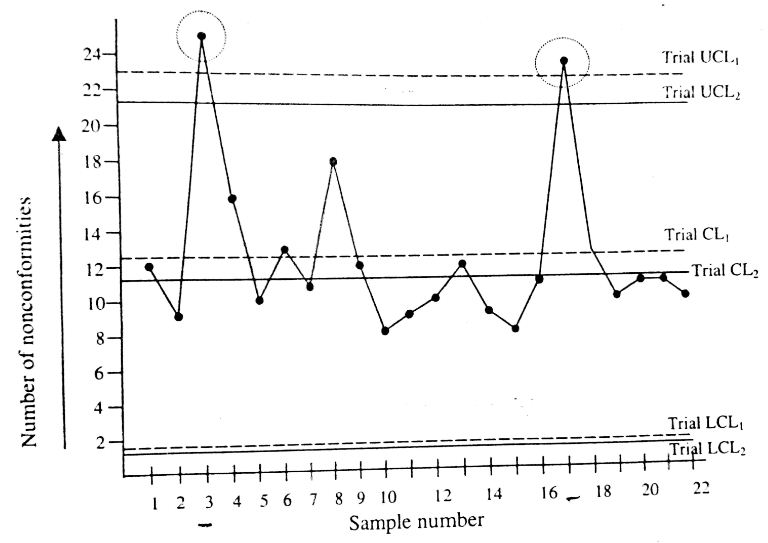 24
22
20
18
16
14
12
10
8
6
4
2
Number of nonconformities
Trial UCL₁
Trial UCL₂
Trial CL₁
Trial CL₂
Trial LCL₁
Trial LCL₂
1 2 3 4 5 6 7 8 9 10 12 14 16 18 20 22
Sample number